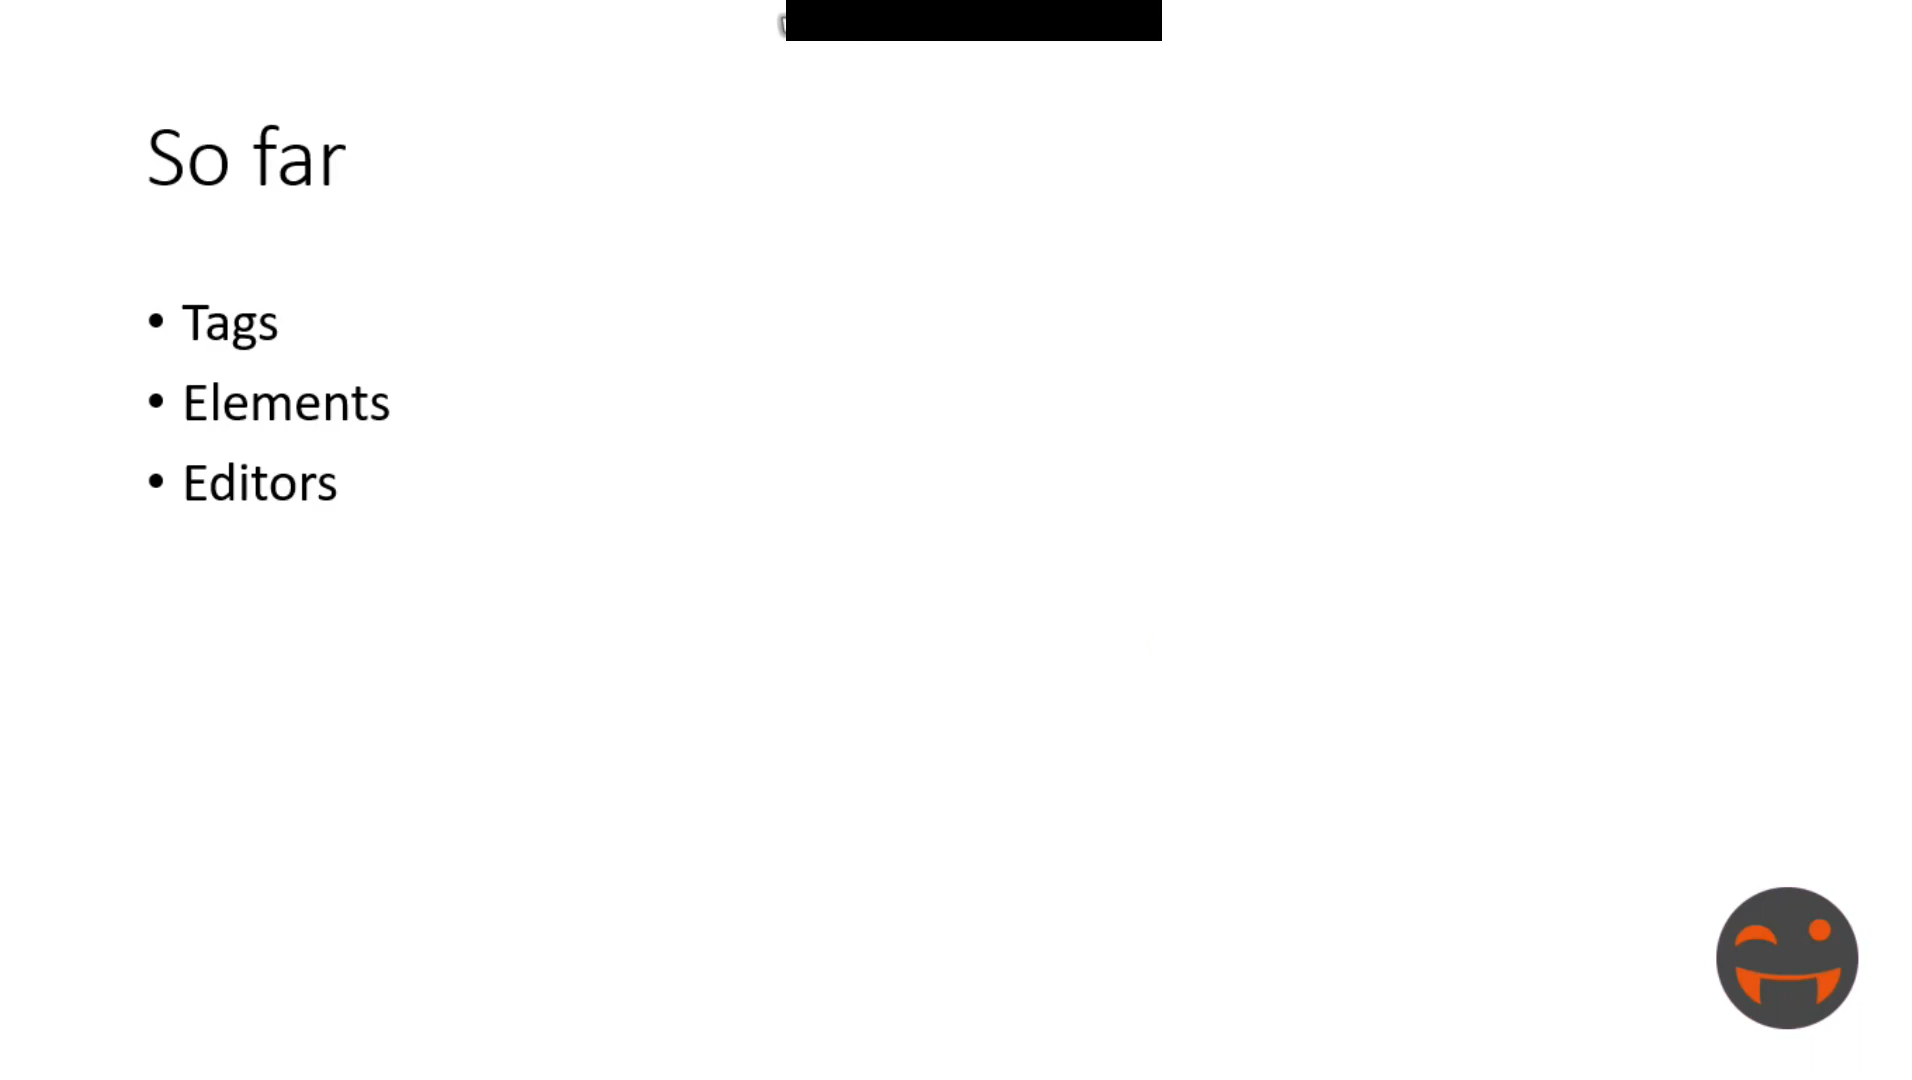 So far
• Tags
• Elements
• Editors